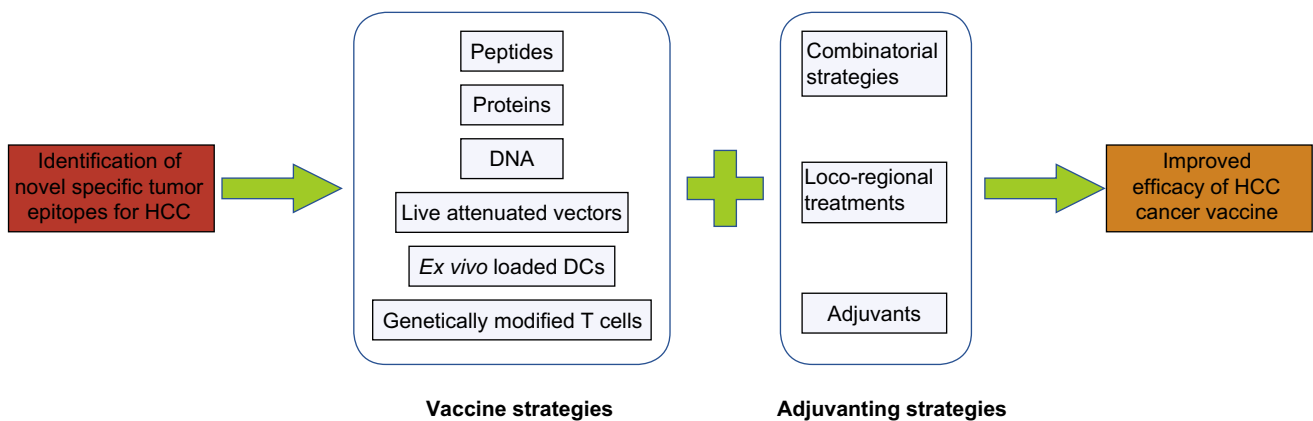 Identification of
novel specific tumor
epitopes for HCC
Peptides
Proteins
DNA
Live attenuated vectors
Ex vivo loaded DCs
Genetically modified T cells
Vaccine strategies
Combinatorial
strategies
Loco-regional
treatments
Adjuvants
Adjuvanting strategies
Improved
efficacy of HCC
cancer vaccine